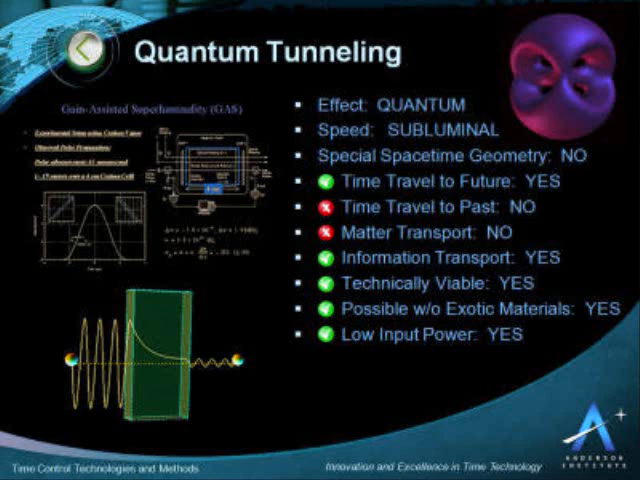 Quantum Tunneling
Gain-Assisted Superluminality (GAS)
Effect: QUANTUM
Speed: SUBLUMINAL
Special Spacetime Geometry: NO
Time Travel to Future: YES
Time Travel to Past: NO
Matter Transport: NO
Information Transport: YES
Technically Viable: YES
Possible w/o Exotic Materials: YES
Low Input Power: YES
ANDERSON
INSTITUTE
Time Control Technologies and Methods
Innovation and Excellence in Time Technology